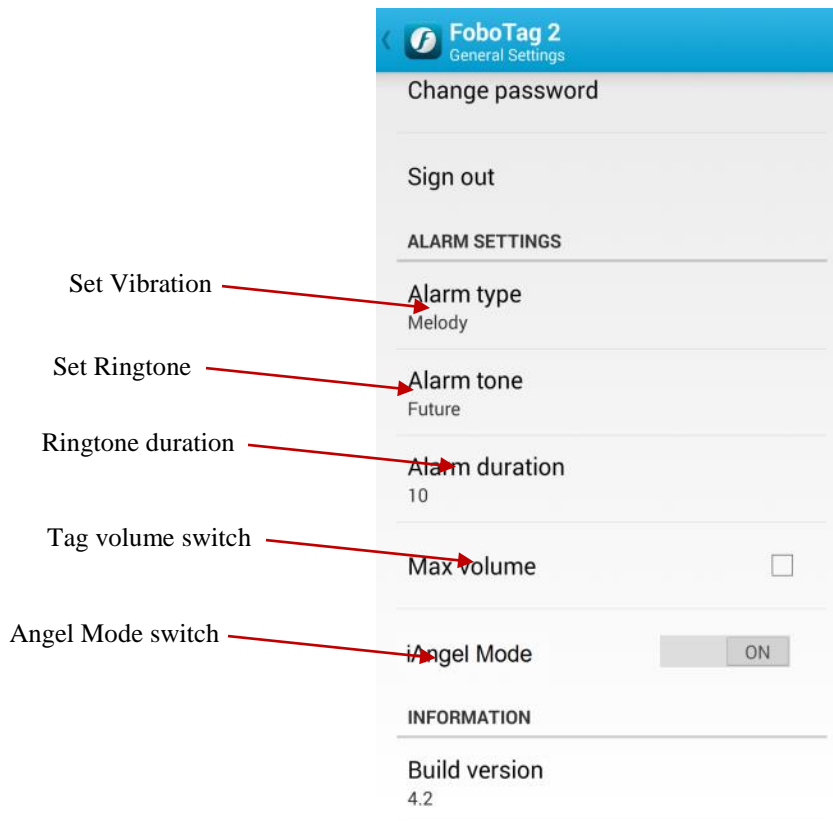 FoboTag 2
General Settings
Change password
Sign out
ALARM SETTINGS
Set Vibration
Alarm type
Melody
Set Ringtone
Alarm tone
Future
Ringtone duration
Alarm duration
10
Tag volume switch
Max volume
Angel Mode switch
iAngel Mode
ON
INFORMATION
Build version
4.2